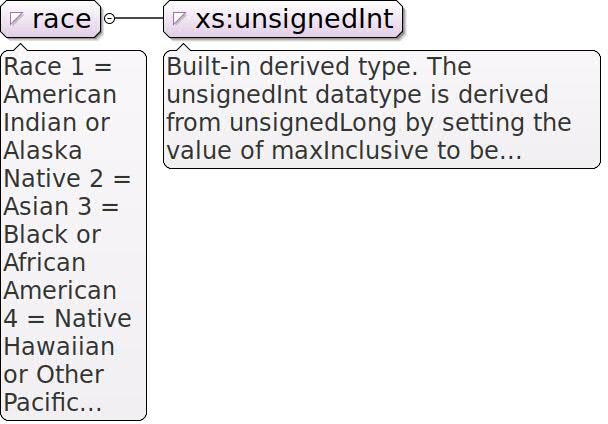 race
xs:unsignedInt
Race 1 =
American
Indian or
Alaska
Native 2 =
Asian 3 =
Black or
African
American
4 = Native
Hawaiian
or Other
Pacific...
Built-in derived type. The
unsignedInt datatype is derived
from unsignedLong by setting the
value of maxInclusive to be...